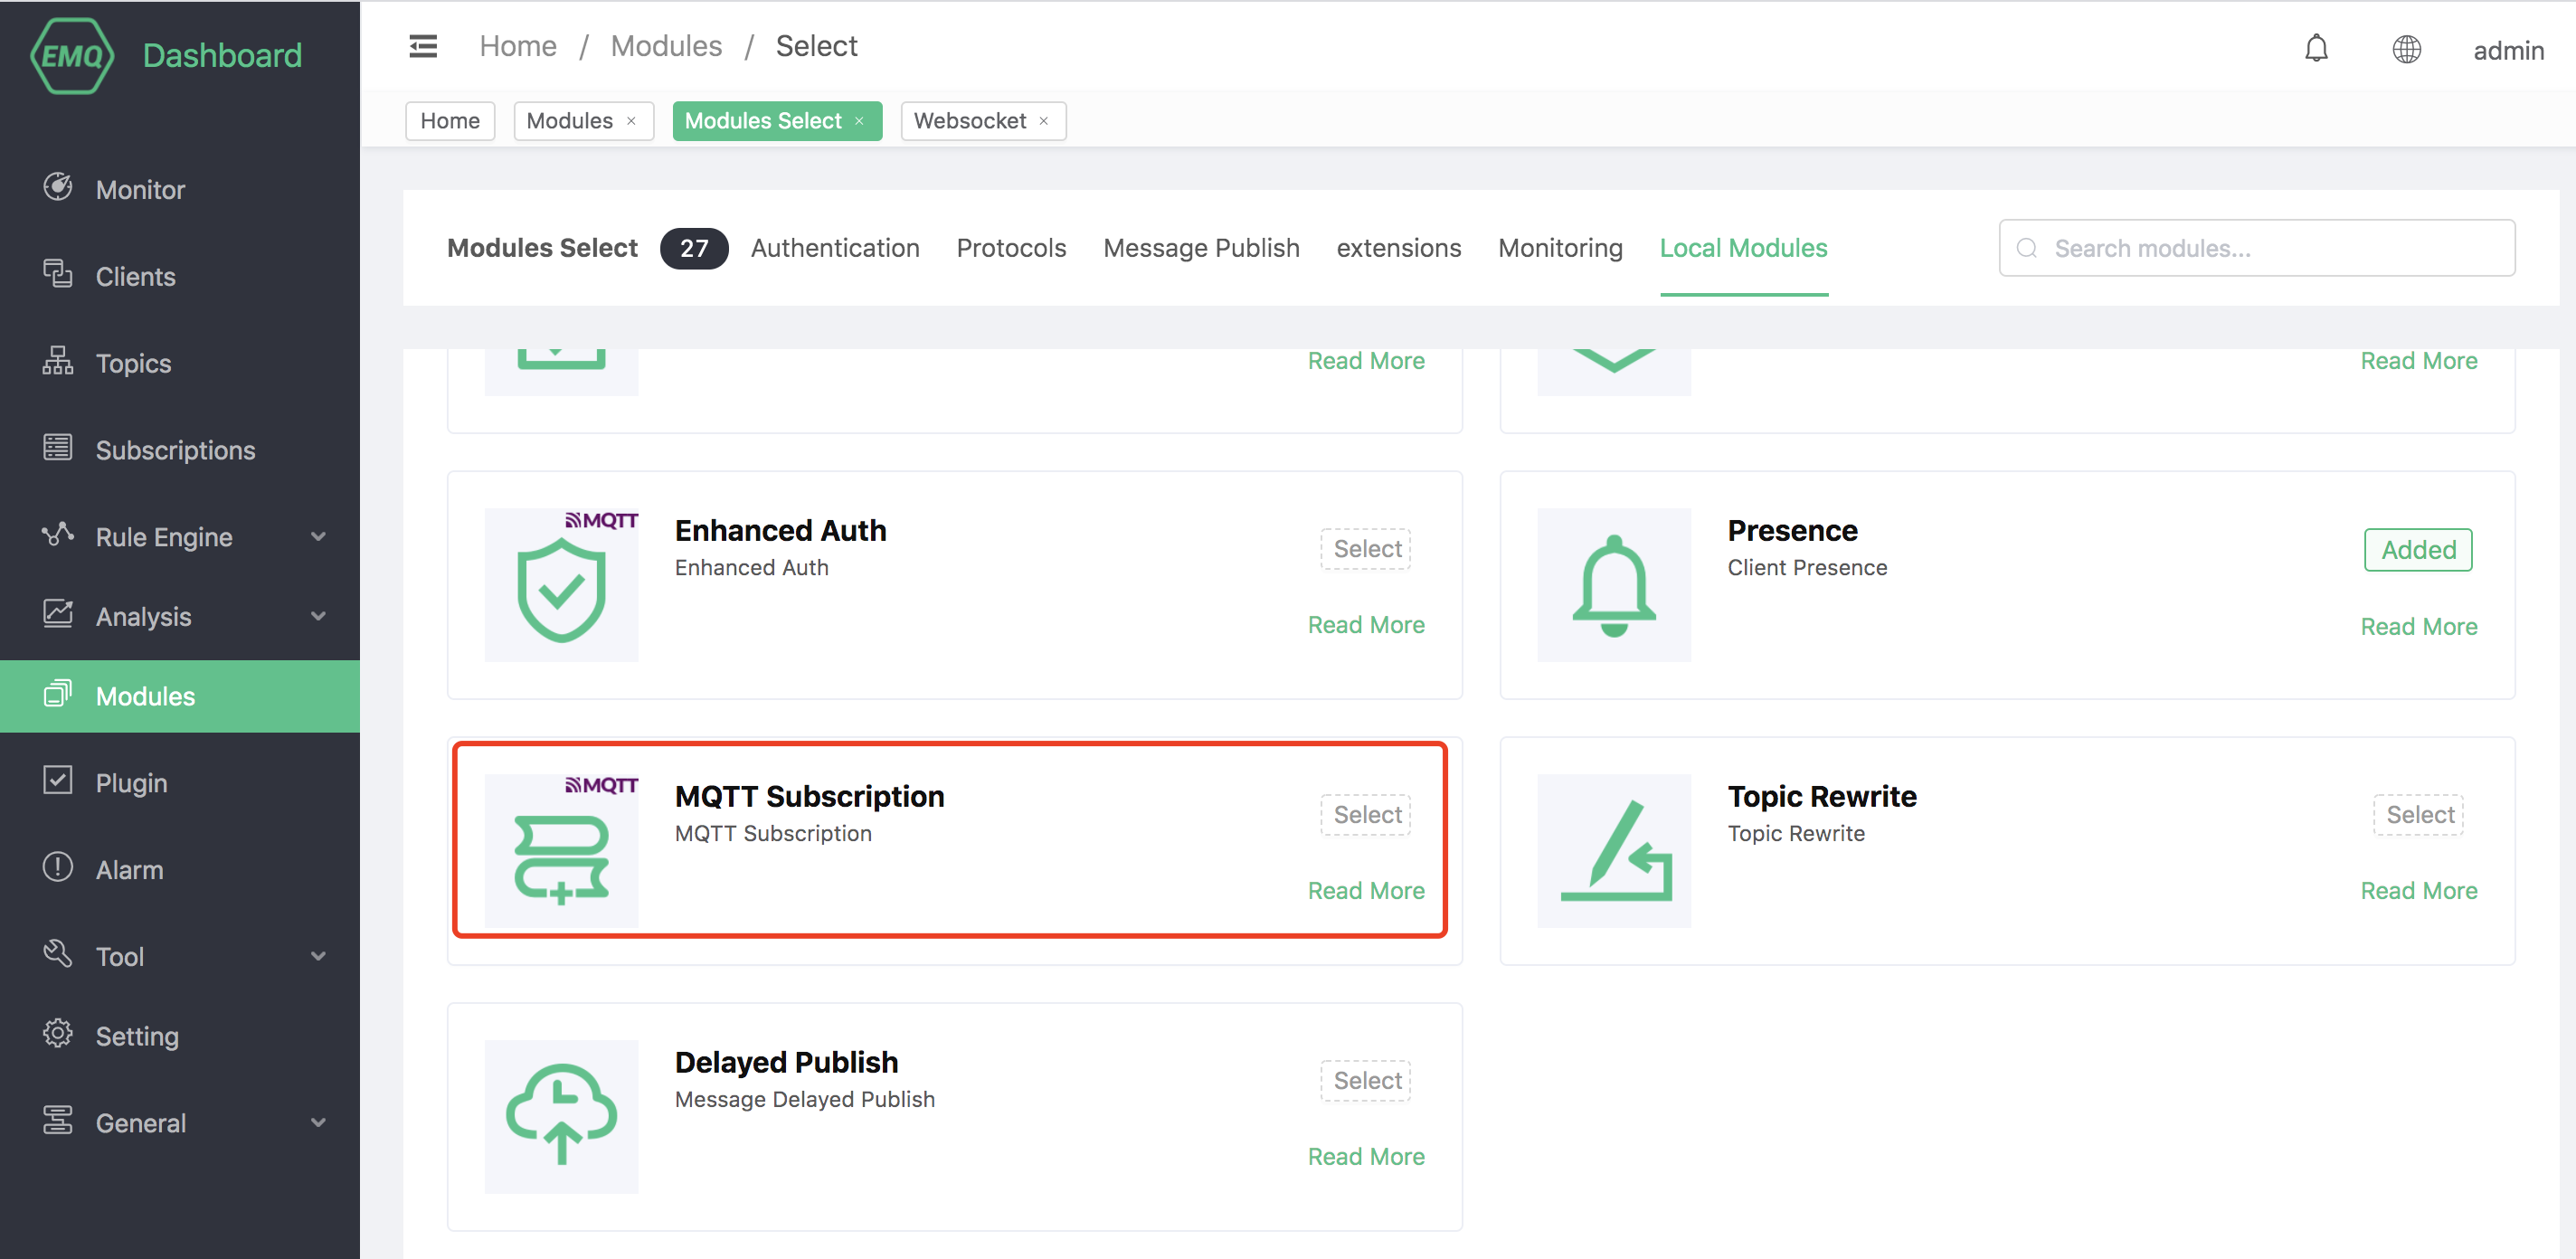 EMQ Dashboard
Home / Modules / Select
admin
Home
Modules ×
Modules Select ×
Websocket ×
Monitor
Clients
Topics
Subscriptions
Rule Engine
Analysis
Modules
Plugin
Alarm
Tool
Setting
General
Modules Select 27 Authentication Protocols Message Publish extensions Monitoring Local Modules
Search modules...
Read More
Read More
MQTT
Enhanced Auth
Enhanced Auth
Select
Read More
Presence
Client Presence
Added
Read More
MQTT
MQTT Subscription
MQTT Subscription
Select
Read More
Topic Rewrite
Topic Rewrite
Select
Read More
Delayed Publish
Message Delayed Publish
Select
Read More